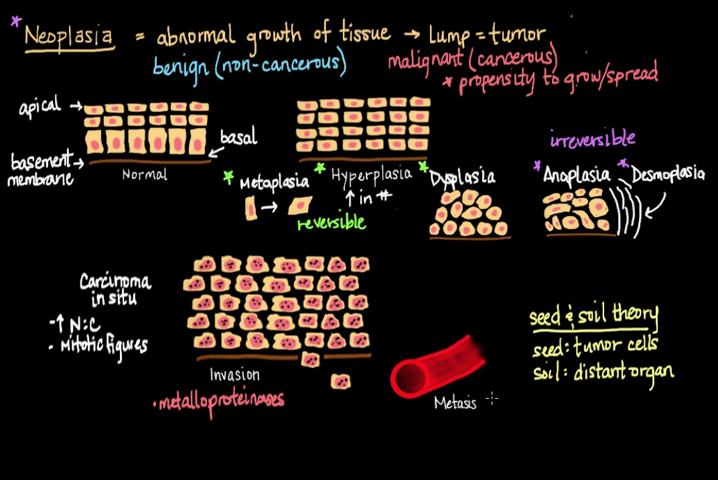 * Neoplasia = abnormal growth of tissue → Lump = tumor
benign (non-cancerous) malignant (cancerous)
* propensity to grow/spread
apical →
basal
basement membrane →
Normal
* Metaplasia
* Hyperplasia
↑ in #
reversible
* Dysplasia
irreversible
* Anaplasia
* Desmoplasia
Carcinoma
in situ
- ↑ N:C
• Mitotic figures
Invasion
• metalloproteinases
Metasis
seed & soil theory
seed: tumor cells
soil: distant organ